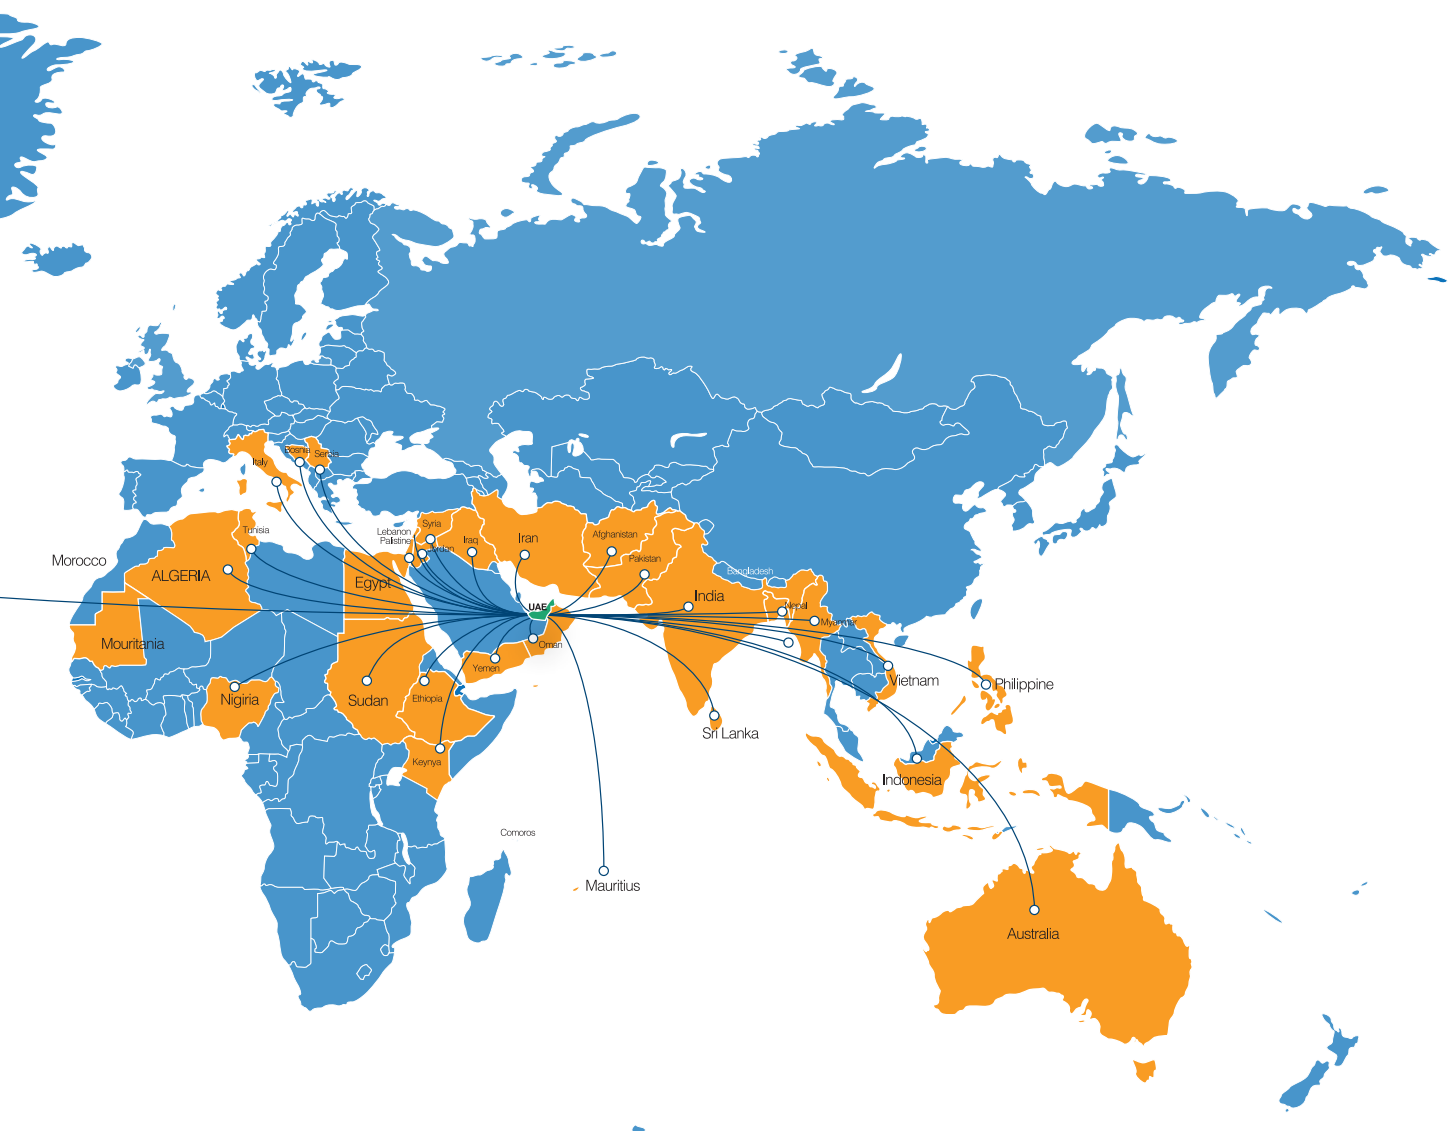 Bosnia
Serbia
Italy
Tunisia
Syria
Lebanon
Palistine
Jordan
Iraq
Iran
Afghanistan
Pakistan
Morocco
ALGERIA
Egypt
Bangladesh
India
UAE
Nepal
Myanmar
Mouritania
Oman
Yemen
Vietnam
Philippine
Nigiria
Sudan
Ethiopia
Sri Lanka
Keynya
Indonesia
Comoros
Mauritius
Australia